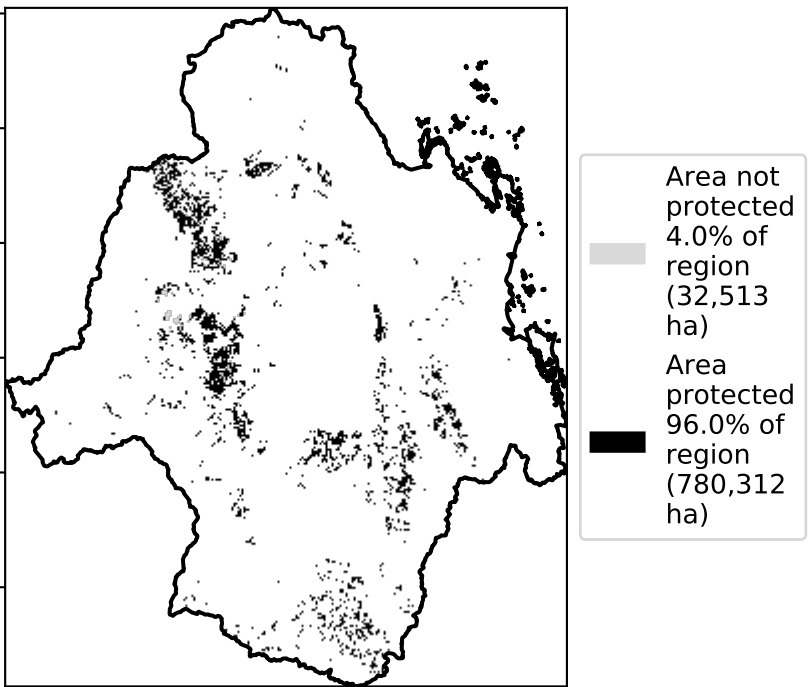 Area not
protected
4.0% of
region
(32,513
ha)
Area
protected
96.0% of
region
(780,312
ha)